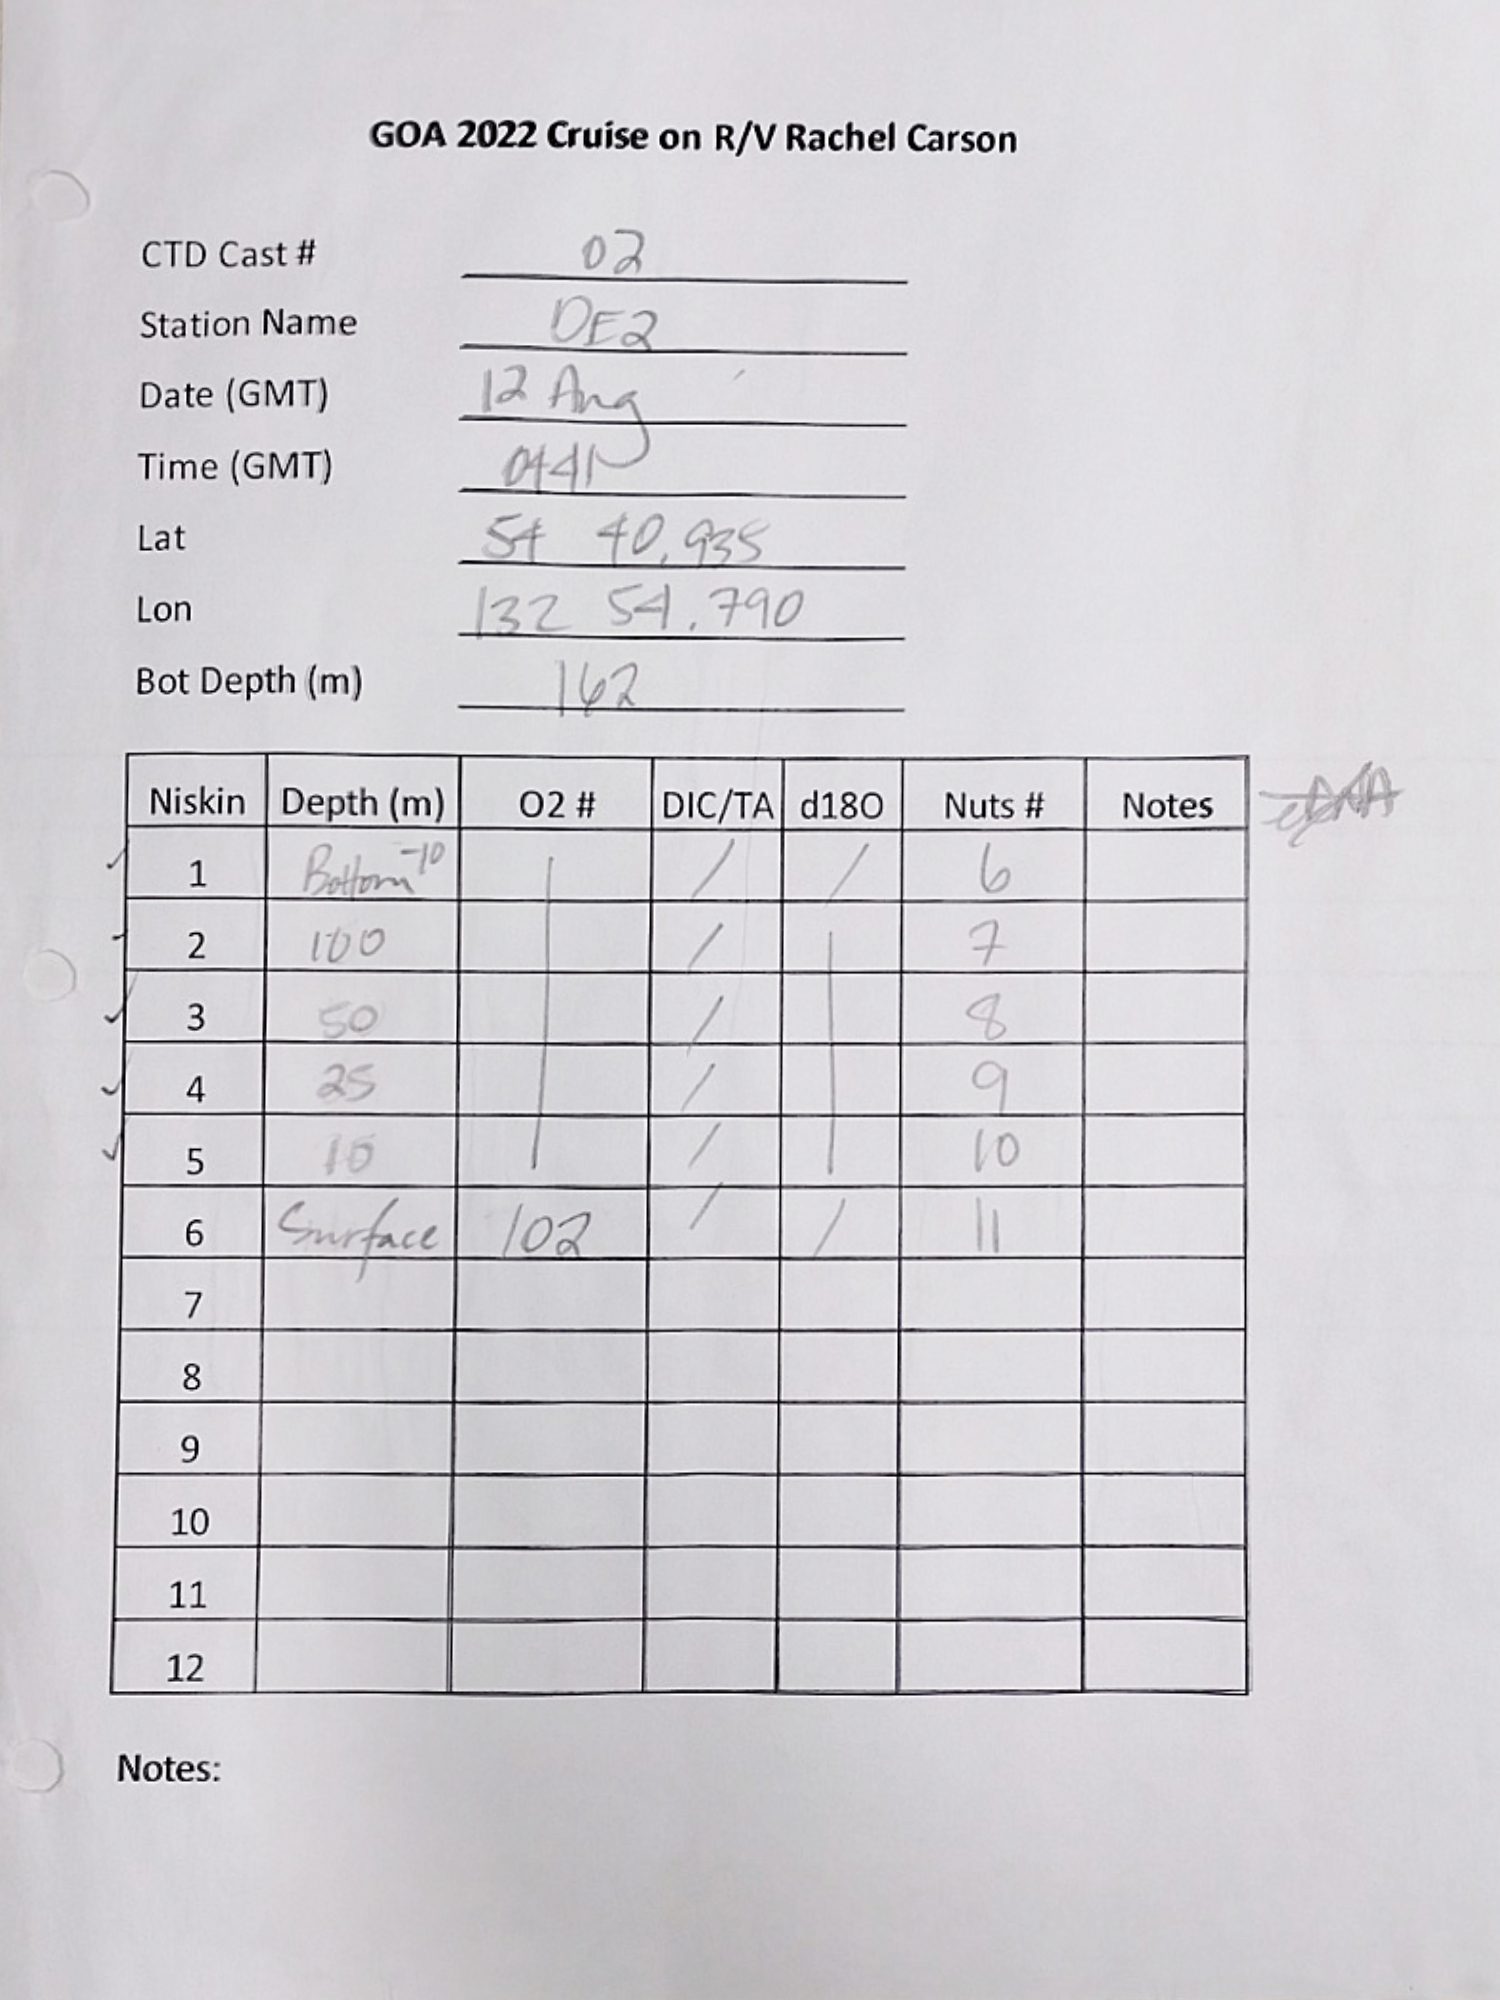 GOA 2022 Cruise on R/V Rachel Carson
CTD Cast # 02
Station Name DE2
Date (GMT) 12 Aug
Time (GMT) 0441
Lat 54 40.935
Lon 132 54.790
Bot Depth (m) 162
Niskin Depth (m) O2 # DIC/TA d18O Nuts # Notes eDNA
✓ 1 Bottom -10 | / / 6
✓ 2 100 | / | 7
✓ 3 50 | / | 8
✓ 4 25 | / | 9
✓ 5 10 | / | 10
6 Surface 102 / / 11
7
8
9
10
11
12
Notes: